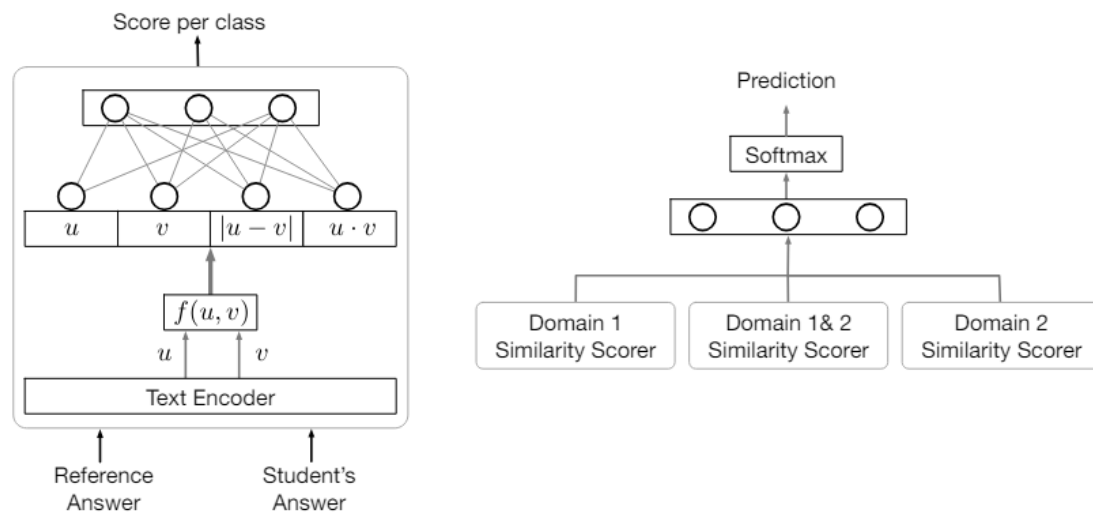 Score per class
u
v
|u − v|
u · v
f(u, v)
u
v
Text Encoder
Reference
Answer
Student's
Answer
Prediction
Softmax
Domain 1
Similarity Scorer
Domain 1& 2
Similarity Scorer
Domain 2
Similarity Scorer